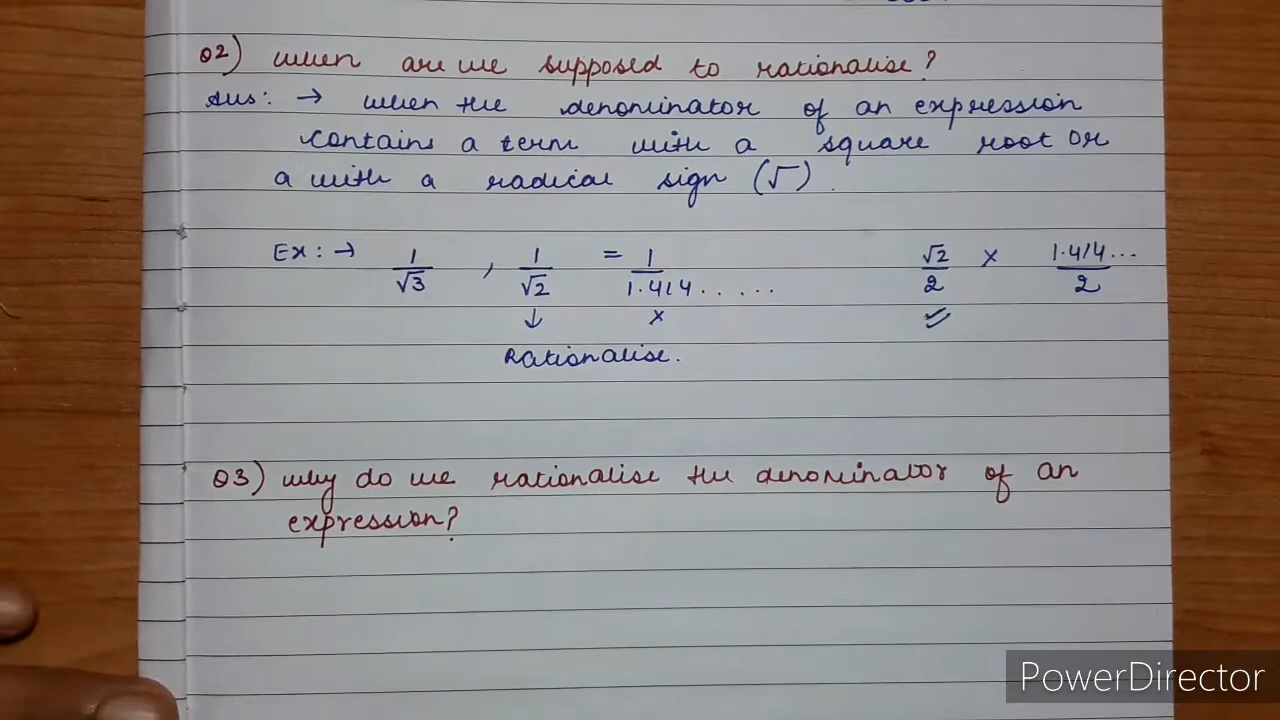 Q2) When are we supposed to rationalise?
Ans: → When the denominator of an expression
contains a term with a square root or
a with a radical sign (√).
Ex: → 1/√3 , 1/√2 = 1/1.414..... √2/2 × 1.414.../2
↓ × ✓
Rationalise.
Q3) Why do we rationalise the denominator of an
expression?
PowerDirector